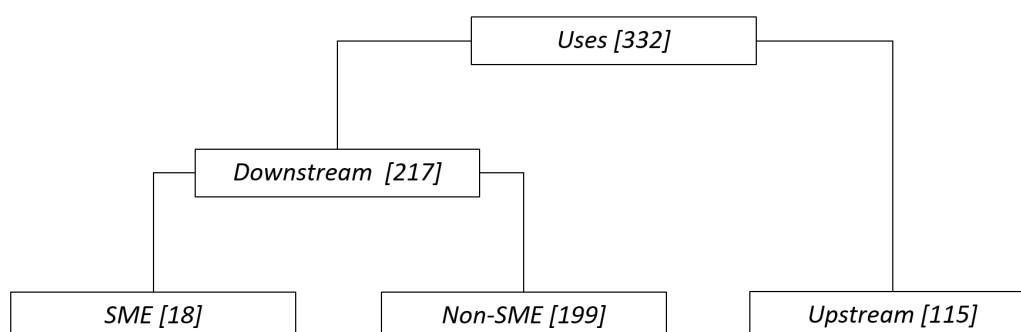 Uses [332]
Downstream [217]
SME [18]
Non-SME [199]
Upstream [115]